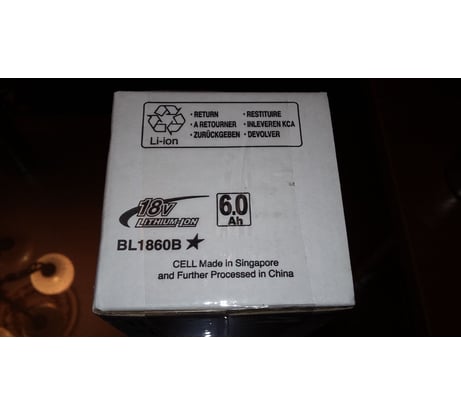 • RETURN • RESTITUIRE
• A RETOURNER • INLEVEREN KCA
• ZURÜCKGEBEN • DEVOLVER
Li-ion
18V
LITHIUM-ION
6.0
Ah
BL1860B ★
CELL Made in Singapore
and Further Processed in China